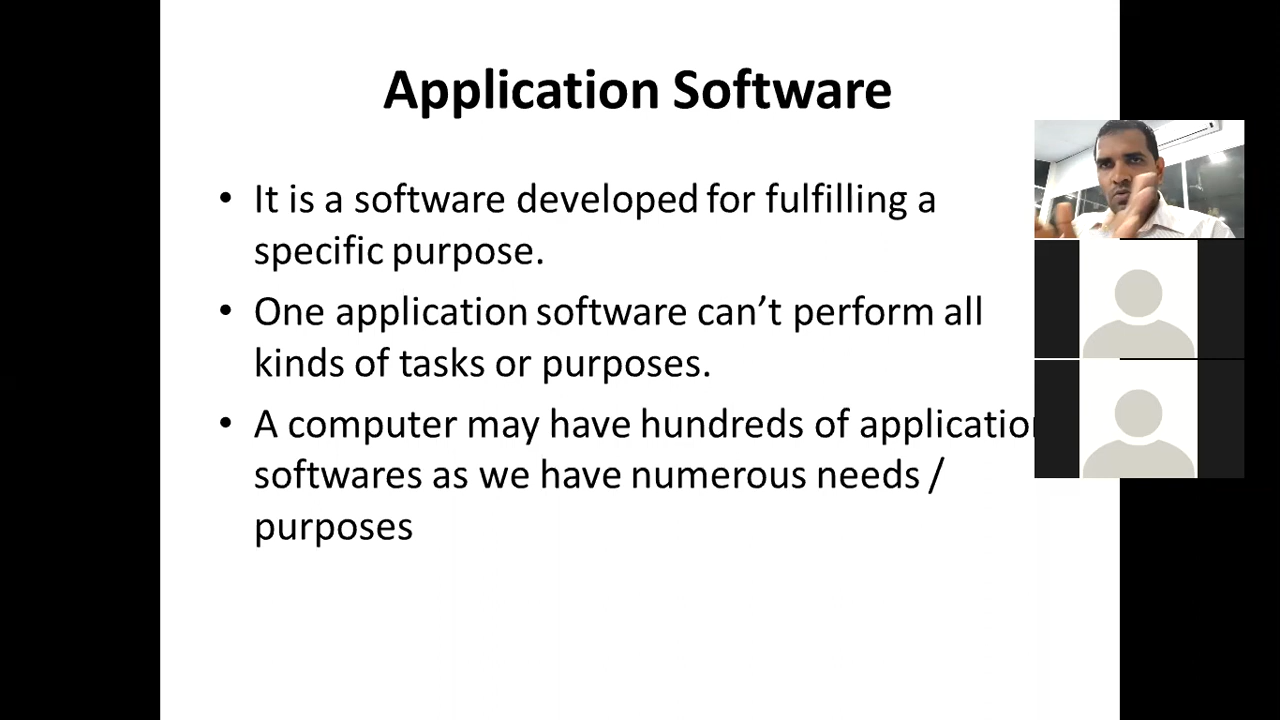 Application Software
• It is a software developed for fulfilling a
specific purpose.
• One application software can’t perform all
kinds of tasks or purposes.
• A computer may have hundreds of application
softwares as we have numerous needs /
purposes